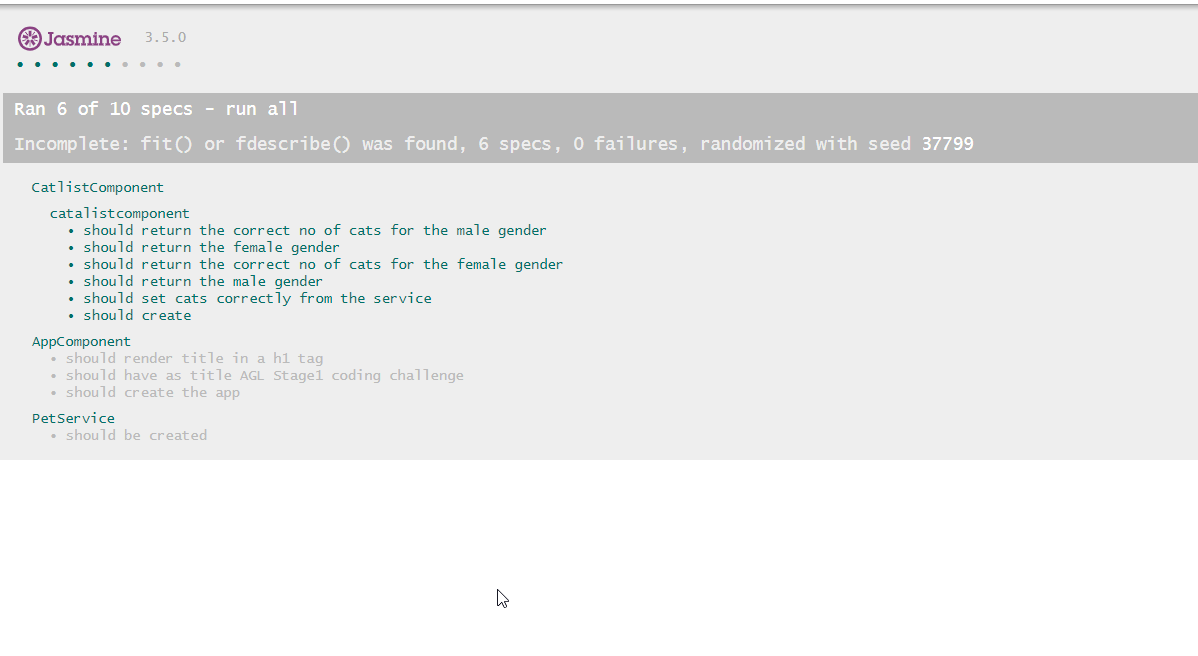 Jasmine 3.5.0
Ran 6 of 10 specs - run all
Incomplete: fit() or fdescribe() was found, 6 specs, 0 failures, randomized with seed 37799
CatlistComponent
catalistcomponent
• should return the correct no of cats for the male gender
• should return the female gender
• should return the correct no of cats for the female gender
• should return the male gender
• should set cats correctly from the service
• should create
AppComponent
• should render title in a h1 tag
• should have as title AGL Stage1 coding challenge
• should create the app
PetService
• should be created